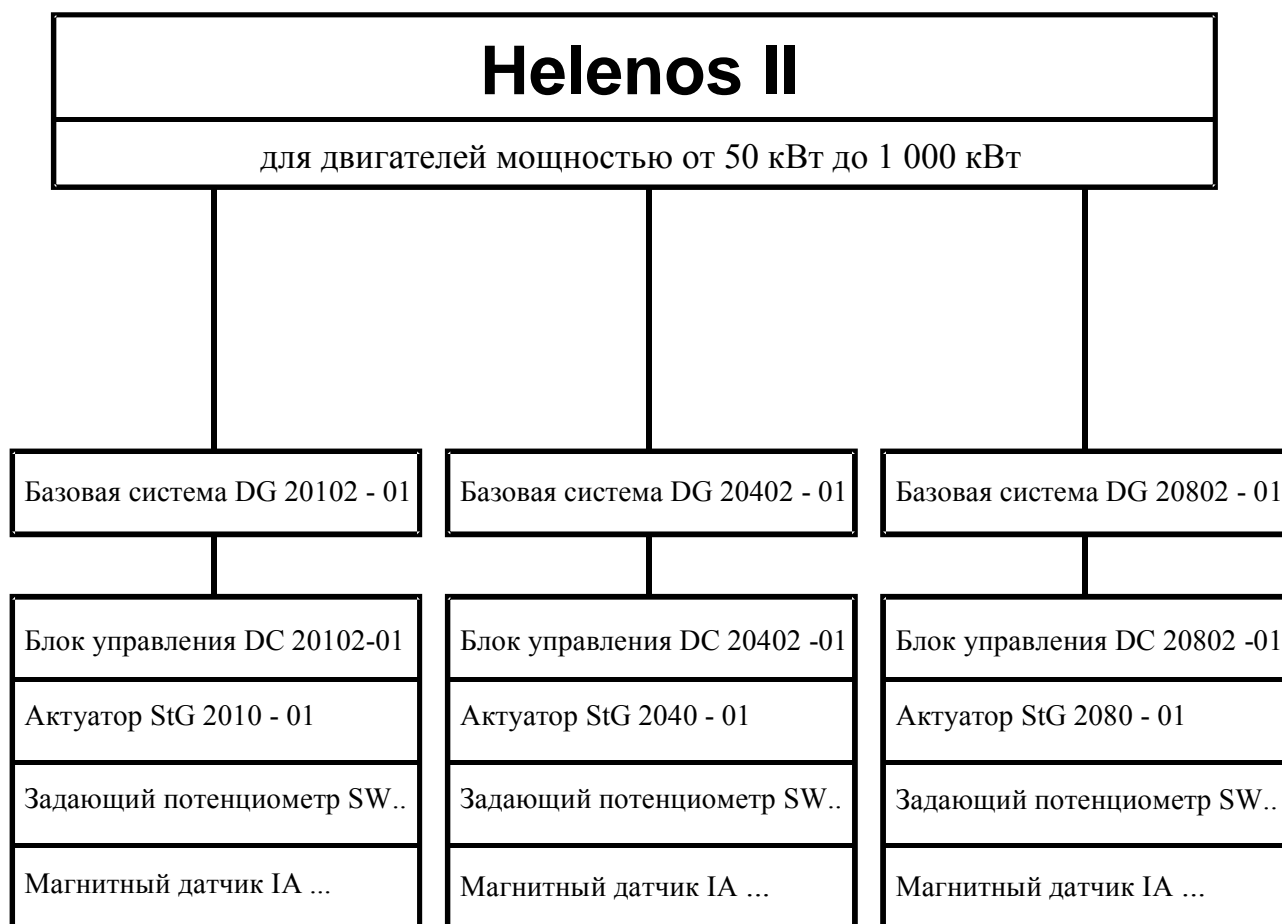 Helenos II
для двигателей мощностью от 50 кВт до 1 000 кВт
Базовая система DG 20102 - 01
Базовая система DG 20402 - 01
Базовая система DG 20802 - 01
Блок управления DC 20102-01
Блок управления DC 20402 -01
Блок управления DC 20802 -01
Актуатор StG 2010 - 01
Актуатор StG 2040 - 01
Актуатор StG 2080 - 01
Задающий потенциометр SW..
Задающий потенциометр SW..
Задающий потенциометр SW..
Магнитный датчик IA ...
Магнитный датчик IA ...
Магнитный датчик IA ...